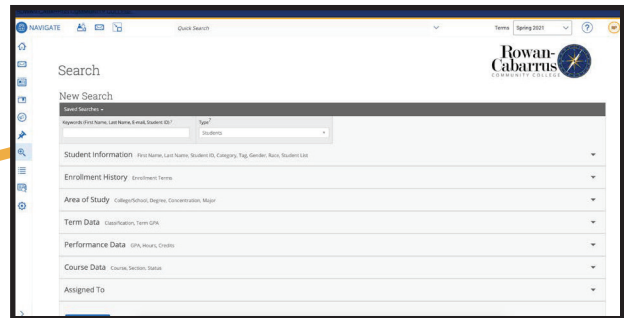 NAVIGATE
Quick Search
Terms
Spring 2021
?
Rowan-
Cabarrus
COMMUNITY COLLEGE
Search
New Search
Saved Searches
Keywords (First Name, Last Name, E-mail, Student ID) ?
Type ?
Students
Student Information First Name, Last Name, Student ID, Category, Tag, Gender, Race, Student List
Enrollment History Enrollment Terms
Area of Study College/School, Degree, Concentration, Major
Term Data Classification, Term GPA
Performance Data GPA, Hours, Credits
Course Data Course, Section, Status
Assigned To